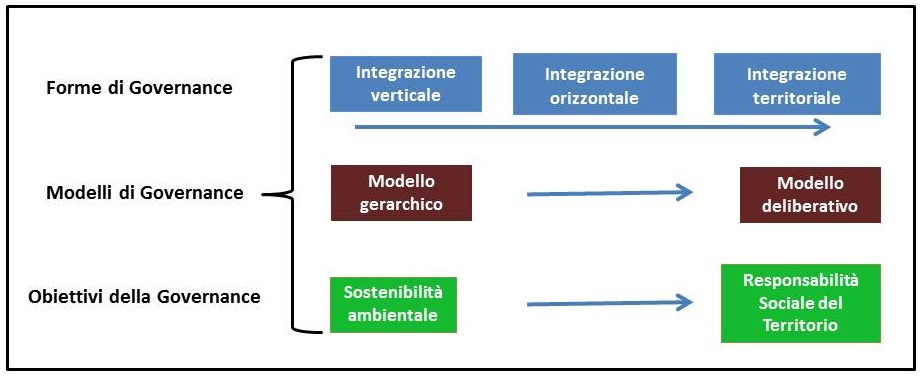 Forme di Governance
Integrazione
verticale
Integrazione
orizzontale
Integrazione
territoriale
Modelli di Governance
Modello
gerarchico
Modello
deliberativo
Obiettivi della Governance
Sostenibilità
ambientale
Responsabilità
Sociale del
Territorio